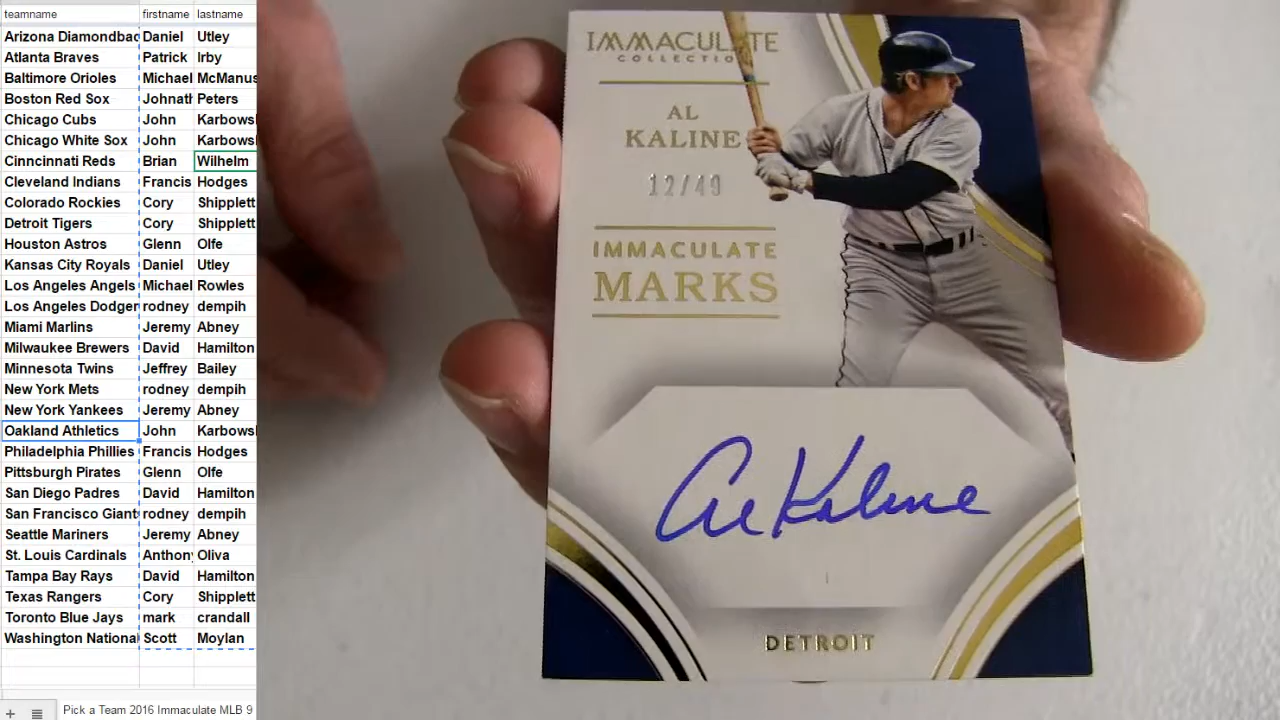 teamname firstname lastname
Arizona Diamondbac Daniel Utley
Atlanta Braves Patrick Irby
Baltimore Orioles Michael McManus
Boston Red Sox Johnath Peters
Chicago Cubs John Karbows
Chicago White Sox John Karbows
Cinncinnati Reds Brian Wilhelm
Cleveland Indians Francis Hodges
Colorado Rockies Cory Shipplett
Detroit Tigers Cory Shipplett
Houston Astros Glenn Olfe
Kansas City Royals Daniel Utley
Los Angeles Angels Michael Rowles
Los Angeles Dodger rodney dempih
Miami Marlins Jeremy Abney
Milwaukee Brewers David Hamilton
Minnesota Twins Jeffrey Bailey
New York Mets rodney dempih
New York Yankees Jeremy Abney
Oakland Athletics John Karbows
Philadelphia Phillies Francis Hodges
Pittsburgh Pirates Glenn Olfe
San Diego Padres David Hamilton
San Francisco Giant rodney dempih
Seattle Mariners Jeremy Abney
St. Louis Cardinals Anthony Oliva
Tampa Bay Rays David Hamilton
Texas Rangers Cory Shipplett
Toronto Blue Jays mark crandall
Washington Nationa Scott Moylan
Pick a Team 2016 Immaculate MLB 9
IMMACULATE
COLLECTION
AL
KALINE
12/49
IMMACULATE
MARKS
Al Kaline
DETROIT